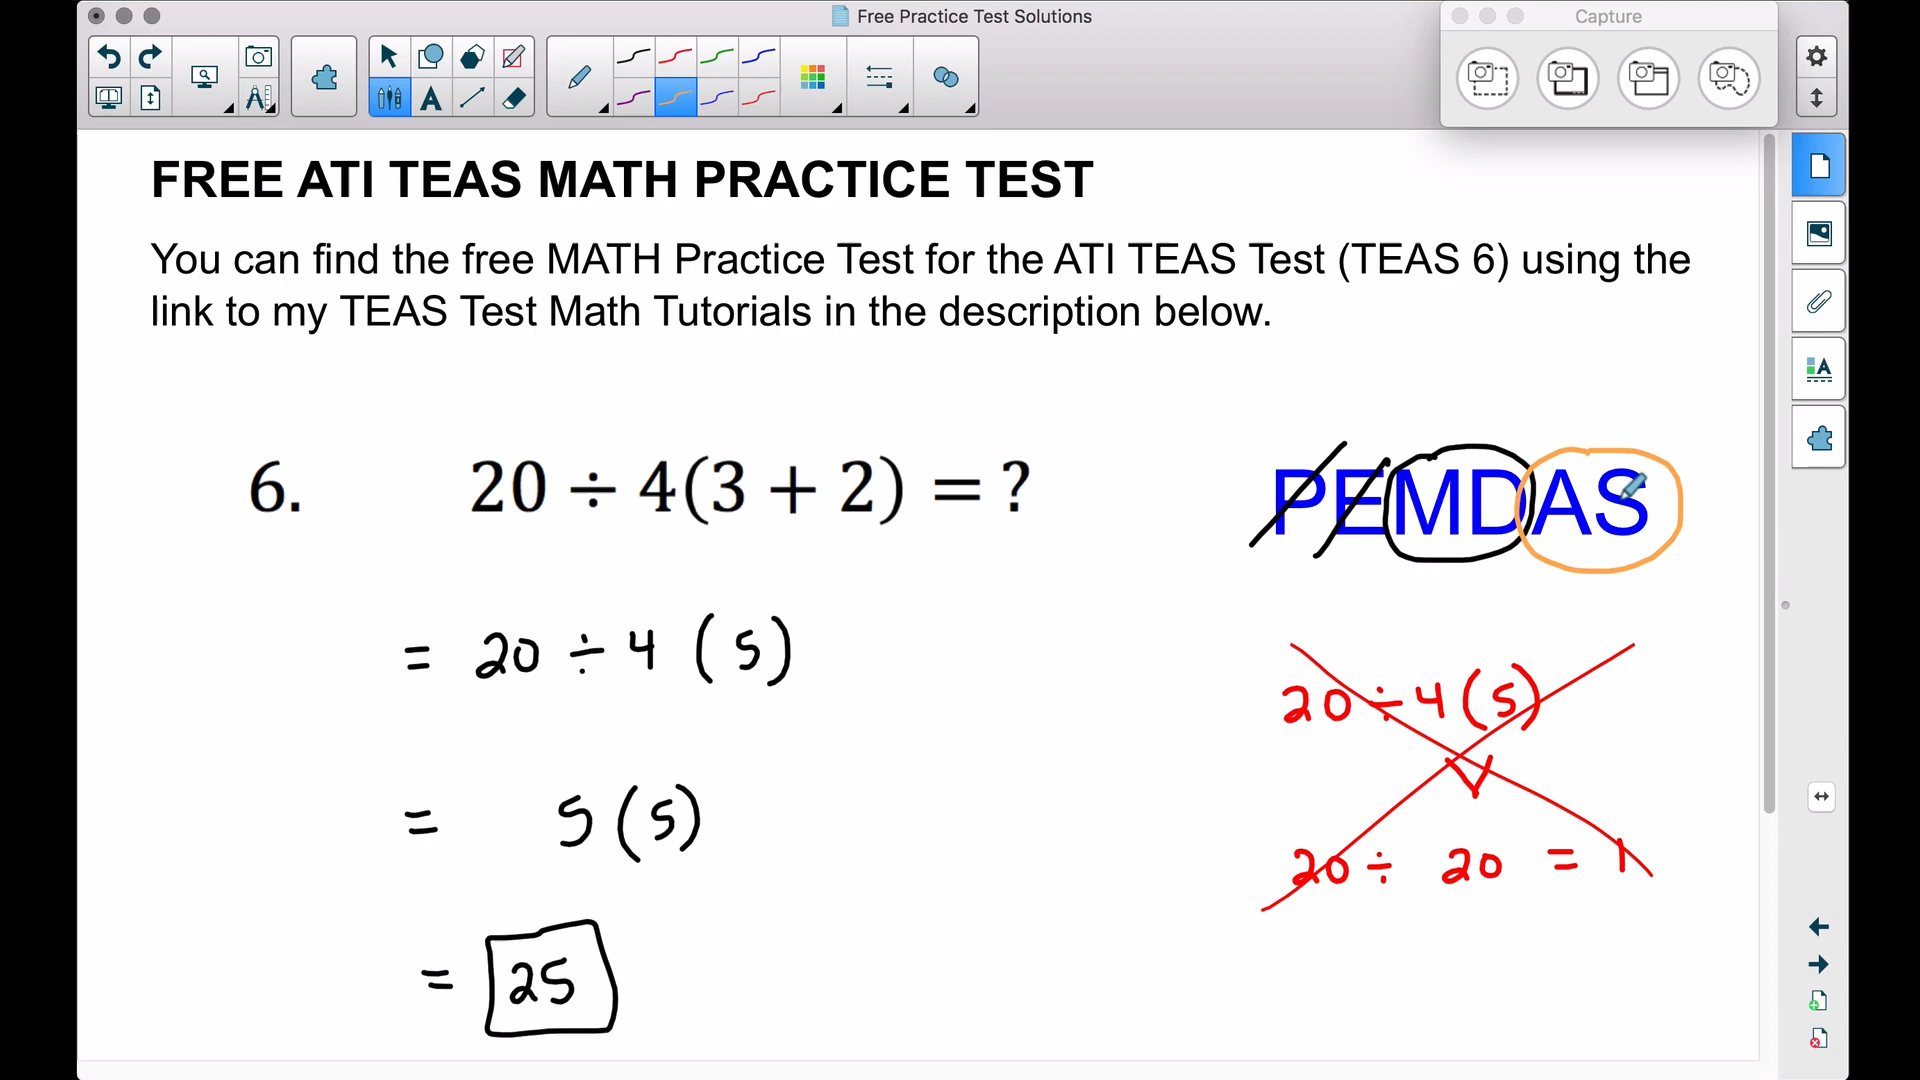 Free Practice Test Solutions
Capture
FREE ATI TEAS MATH PRACTICE TEST
You can find the free MATH Practice Test for the ATI TEAS Test (TEAS 6) using the
link to my TEAS Test Math Tutorials in the description below.
6. 20 ÷ 4(3 + 2) = ?
PEMDAS
= 20 ÷ 4 (5)
= 5 (5)
= 25
20 ÷ 4 (5)
20 ÷ 20 = 1